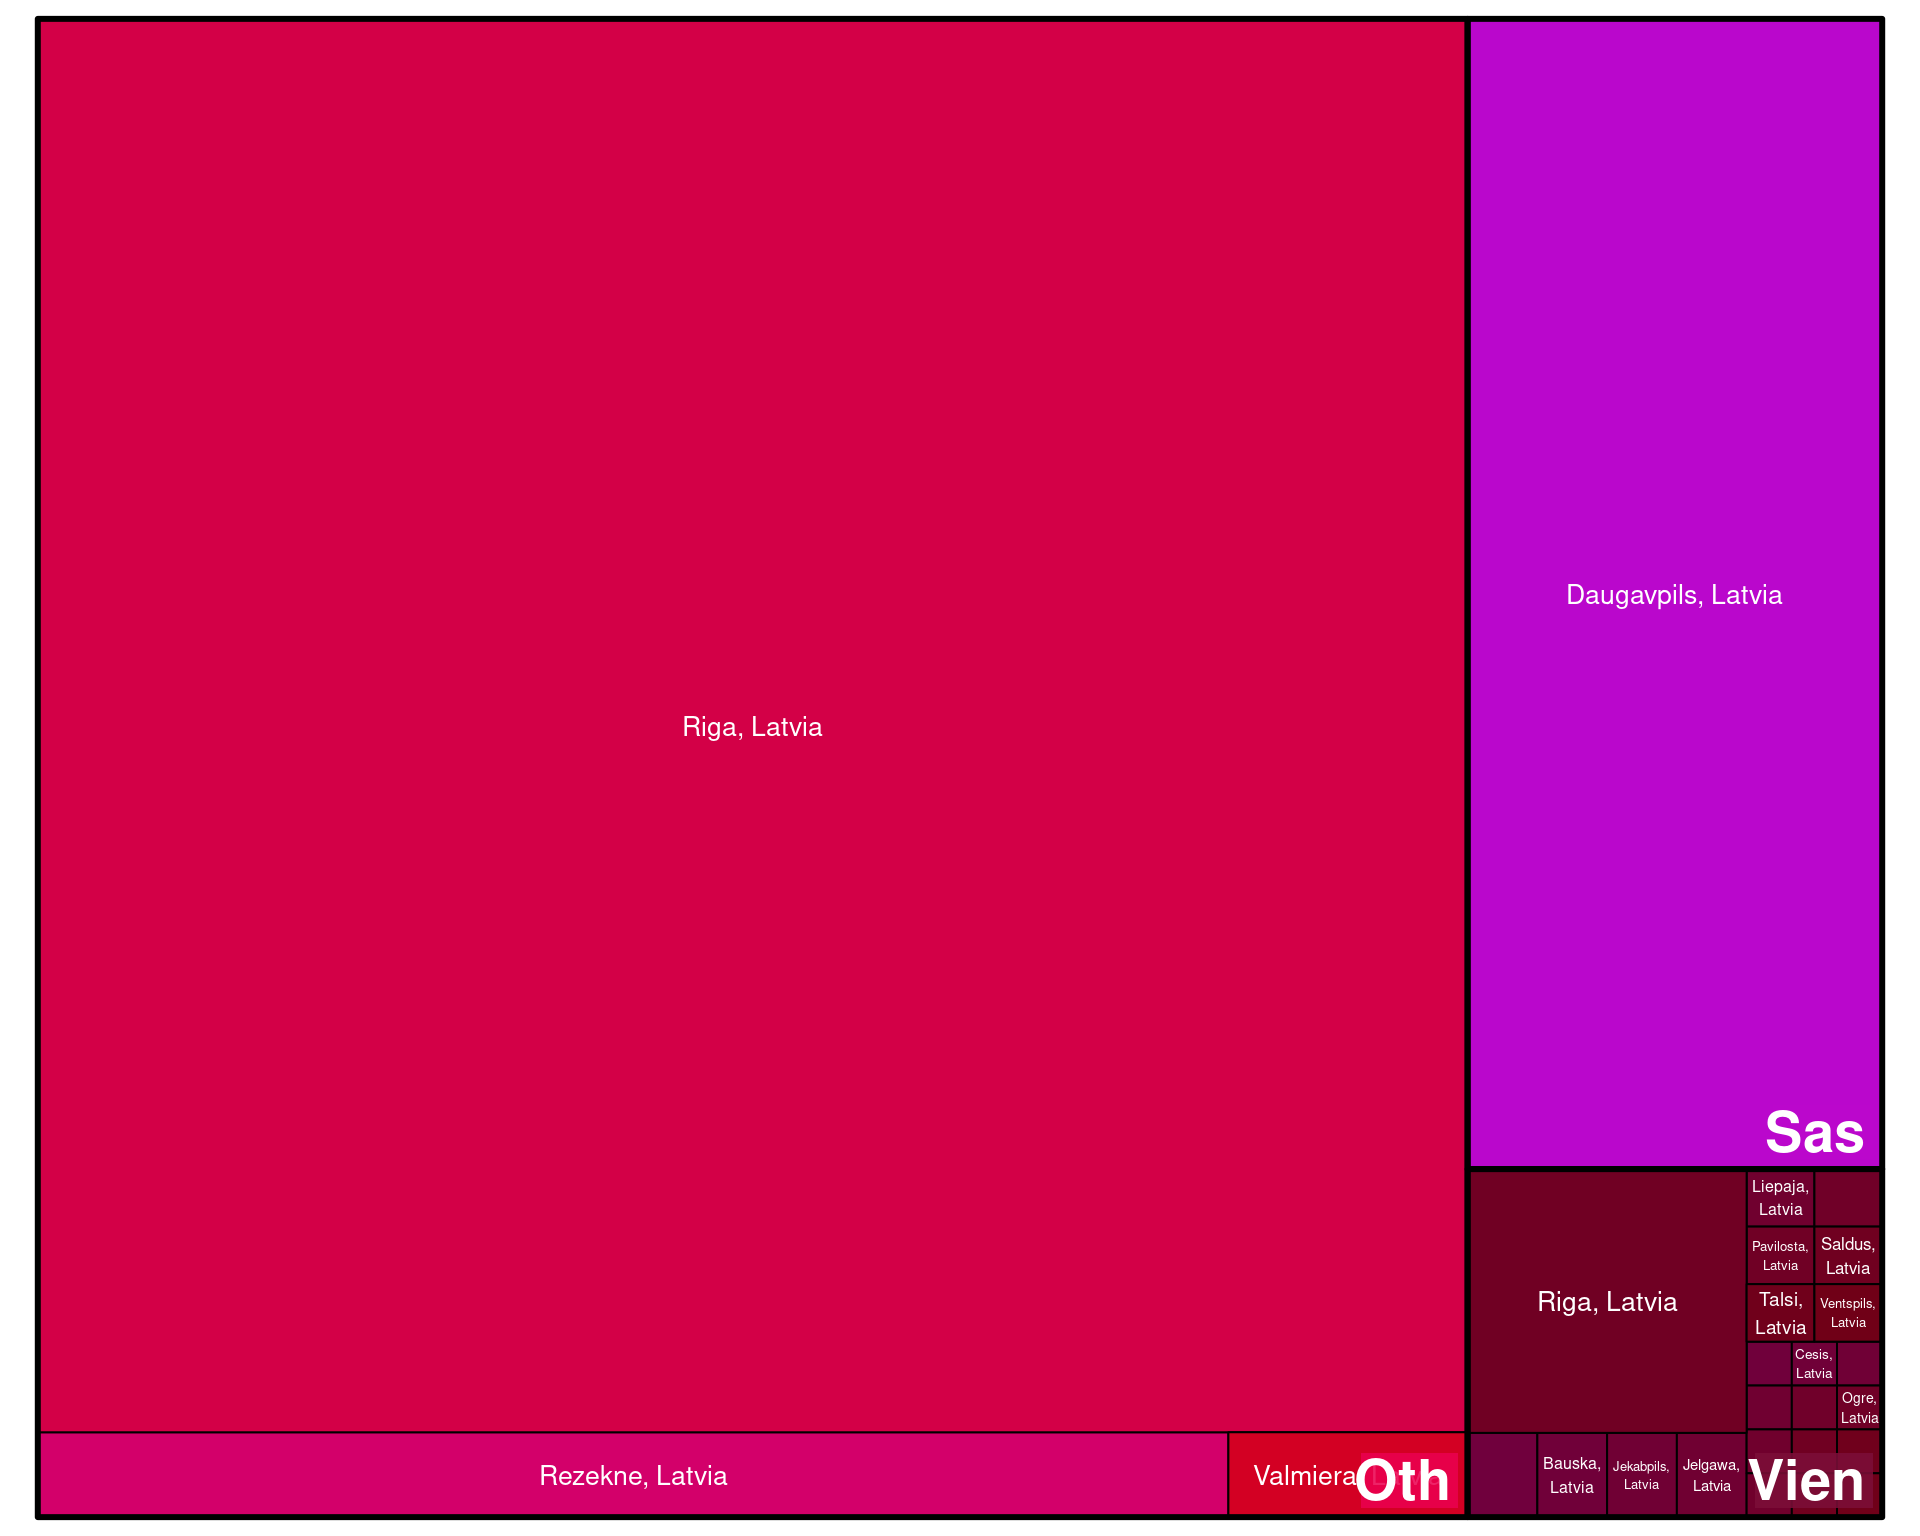 Riga, Latvia
Rezekne, Latvia
Valmiera
Oth
Daugavpils, Latvia
Sas
Riga, Latvia
Liepaja,
Latvia
Pavilosta,
Latvia
Saldus,
Latvia
Talsi,
Latvia
Ventspils,
Latvia
Cesis,
Latvia
Ogre,
Latvia
Bauska,
Latvia
Jekabpils,
Latvia
Jelgawa,
Latvia
Vien